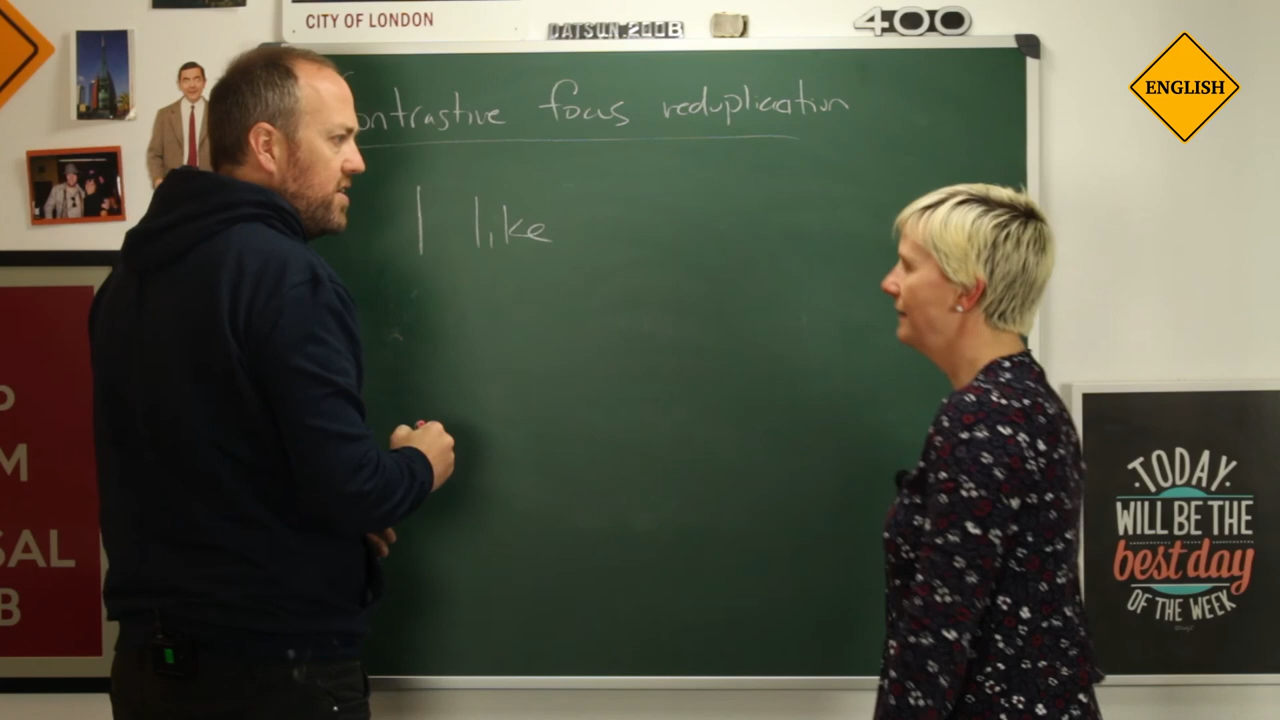 CITY OF LONDON
DATSUN 200B
400
ENGLISH
ontrastive focus reduplication
I like
P
M
SAL
B
·TODAY·
WILL BE THE
best day
OF THE WEEK